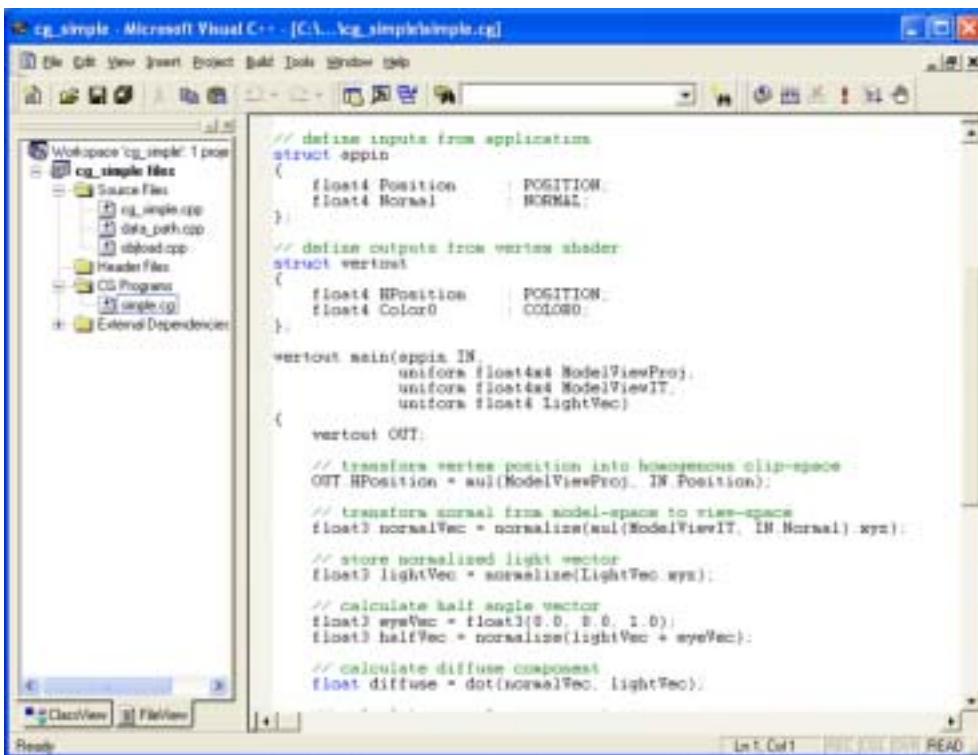 cg_simple - Microsoft Visual C++ - [C:\...\cg_simple\simple.cg]
File Edit View Insert Project Build Tools Window Help
Workspace 'cg_simple': 1 proje
cg_simple files
Source Files
cg_simple.cpp
data_path.cpp
objload.cpp
Header Files
CG Programs
simple.cg
External Dependencies
ClassView FileView
// define inputs from application
struct appin
{
float4 Position : POSITION;
float4 Normal : NORMAL;
};
// define outputs from vertex shader
struct vertout
{
float4 HPosition : POSITION;
float4 Color0 : COLOR0;
};
vertout main(appin IN,
uniform float4x4 ModelViewProj,
uniform float4x4 ModelViewIT,
uniform float4 LightVec)
{
vertout OUT;
// transform vertex position into homogenous clip-space
OUT.HPosition = mul(ModelViewProj, IN.Position);
// transform normal from model-space to view-space
float3 normalVec = normalize(mul(ModelViewIT, IN.Normal).xyz);
// store normalized light vector
float3 lightVec = normalize(LightVec.xyz);
// calculate half angle vector
float3 eyeVec = float3(0.0, 0.0, 1.0);
float3 halfVec = normalize(lightVec + eyeVec);
// calculate diffuse component
float diffuse = dot(normalVec, lightVec);
Ready
Ln 1, Col 1 REC COL OVR READ